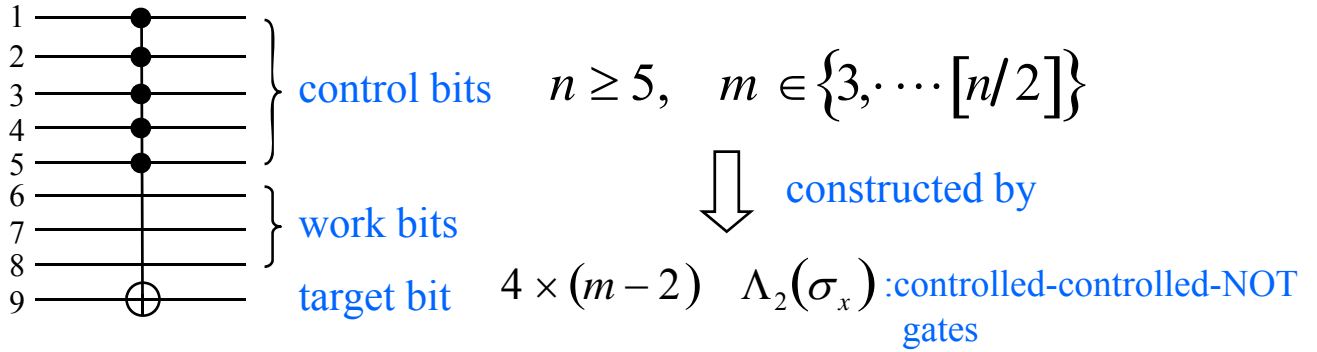 1
2
3
4
5
6
7
8
9
control bits
work bits
target bit
n ≥ 5, m ∈ {3,···· [n/2]}
constructed by
4 × (m − 2) Λ₂(σₓ) :controlled-controlled-NOT
gates